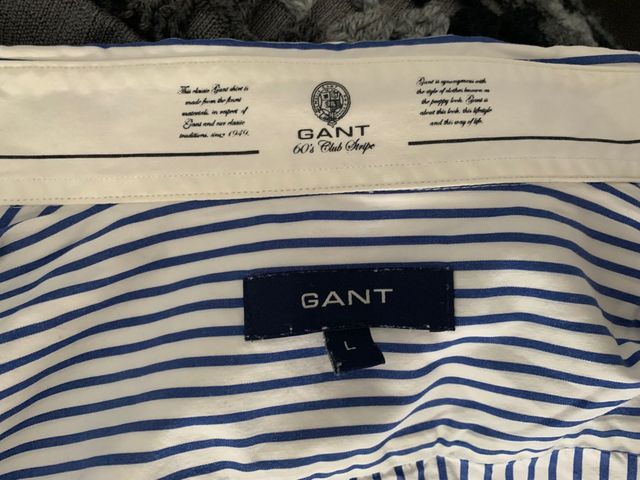 This classic Gant shirt is
made from the finest
materials, in respect of
Gant and our classic
traditions, since 1949.
GANT
60's Club Stripe
Gant is synonymous with
the style of clothes known as
the preppy look. Gant is
about this look, this lifestyle
and this way of life.
GANT
L